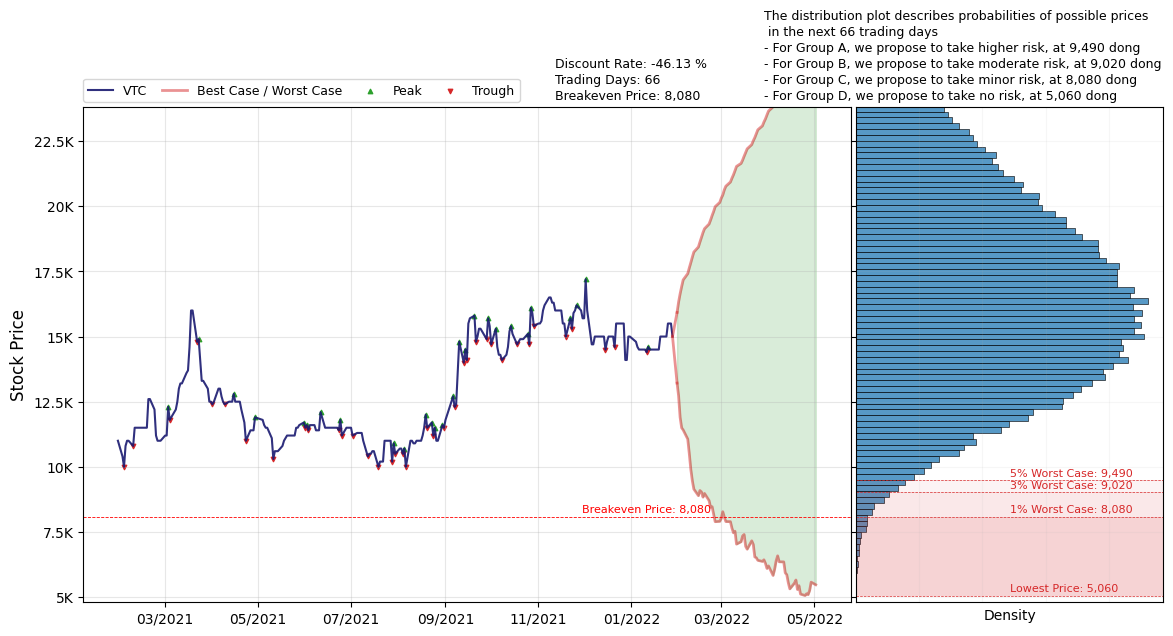 The distribution plot describes probabilities of possible prices
in the next 66 trading days
- For Group A, we propose to take higher risk, at 9,490 dong
- For Group B, we propose to take moderate risk, at 9,020 dong
- For Group C, we propose to take minor risk, at 8,080 dong
- For Group D, we propose to take no risk, at 5,060 dong
Discount Rate: -46.13 %
Trading Days: 66
Breakeven Price: 8,080
VTC
Best Case / Worst Case
Peak
Trough
Stock Price
22.5K
20K
17.5K
15K
12.5K
10K
7.5K
5K
Breakeven Price: 8,080
5% Worst Case: 9,490
3% Worst Case: 9,020
1% Worst Case: 8,080
Lowest Price: 5,060
03/2021
05/2021
07/2021
09/2021
11/2021
01/2022
03/2022
05/2022
Density